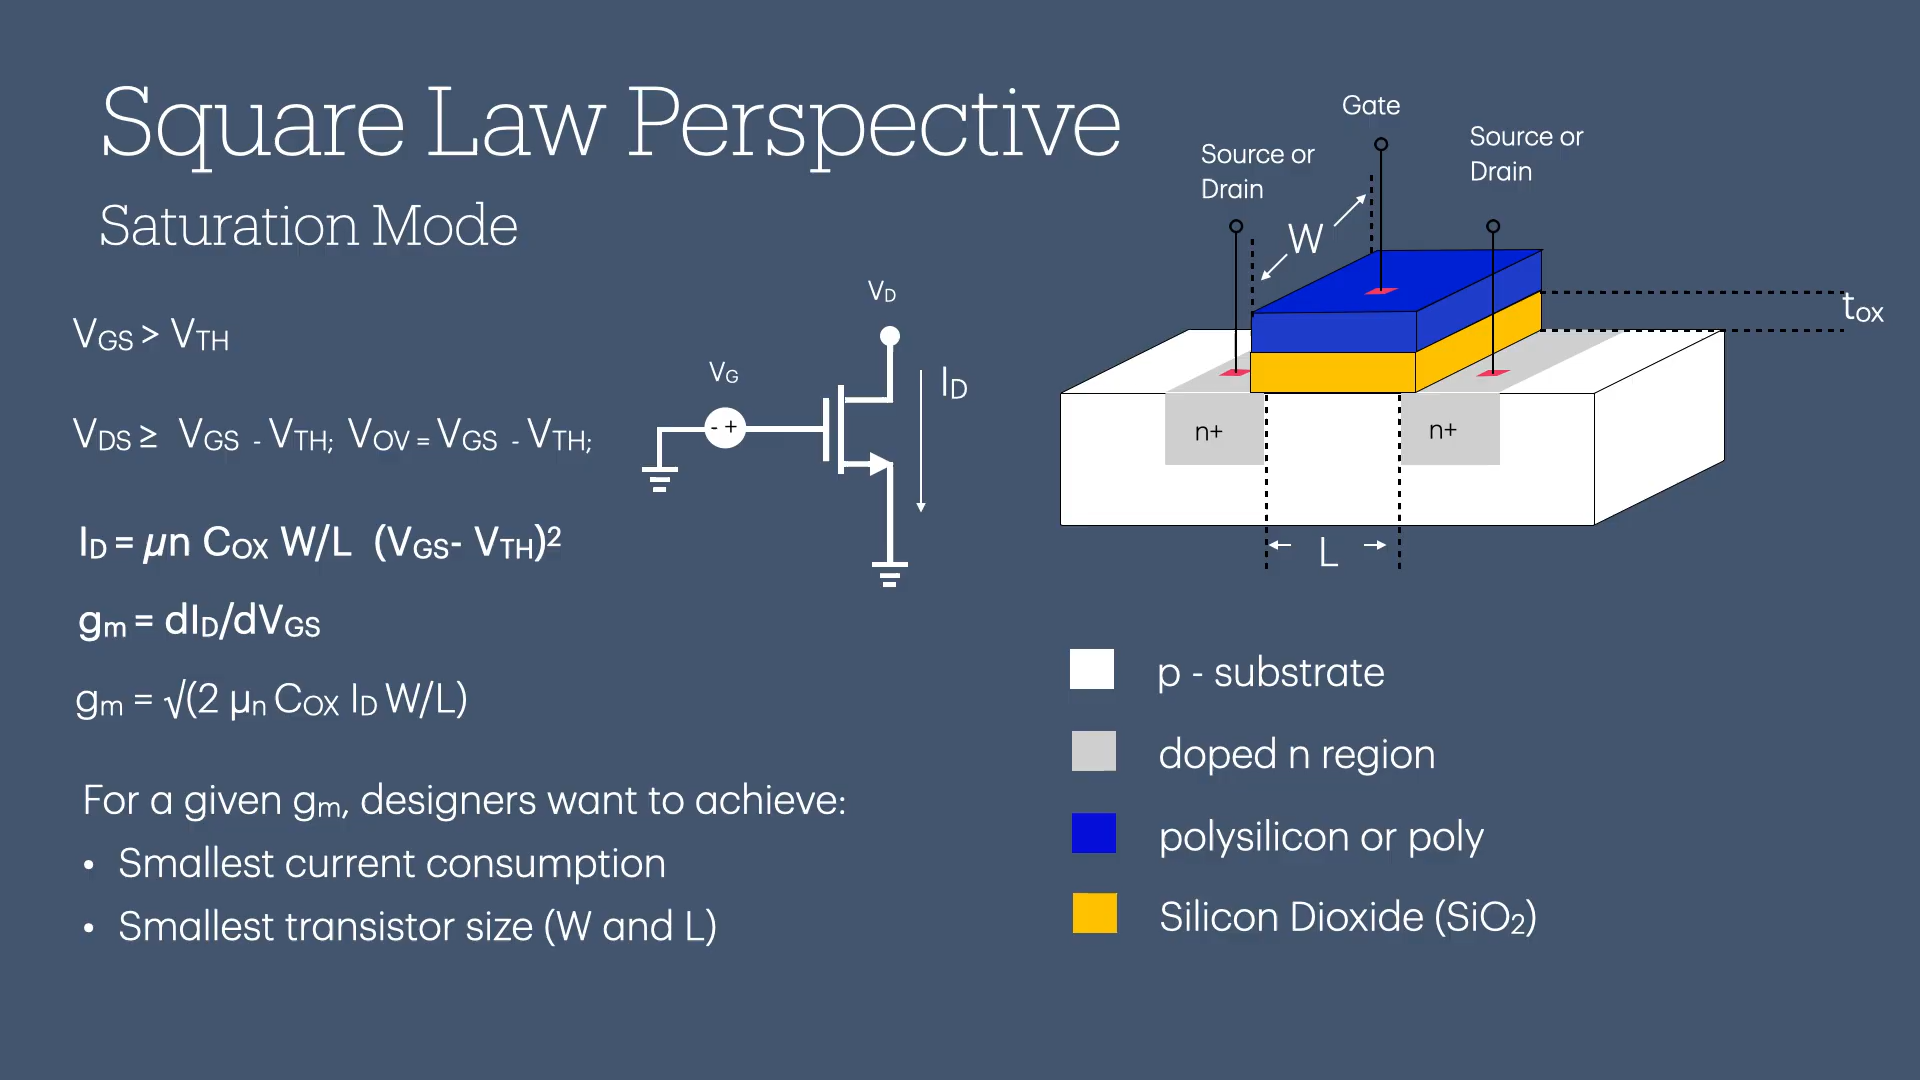 Square Law Perspective
Saturation Mode
VGS > VTH
VDS ≥ VGS - VTH; VOV = VGS - VTH;
ID = µn COX W/L (VGS- VTH)²
gm = dID/dVGS
gm = √(2 µn COX ID W/L)
For a given gm, designers want to achieve:
• Smallest current consumption
• Smallest transistor size (W and L)
VD
VG
- +
ID
Gate
Source or
Drain
Source or
Drain
W
tox
n+
n+
L
p - substrate
doped n region
polysilicon or poly
Silicon Dioxide (SiO₂)